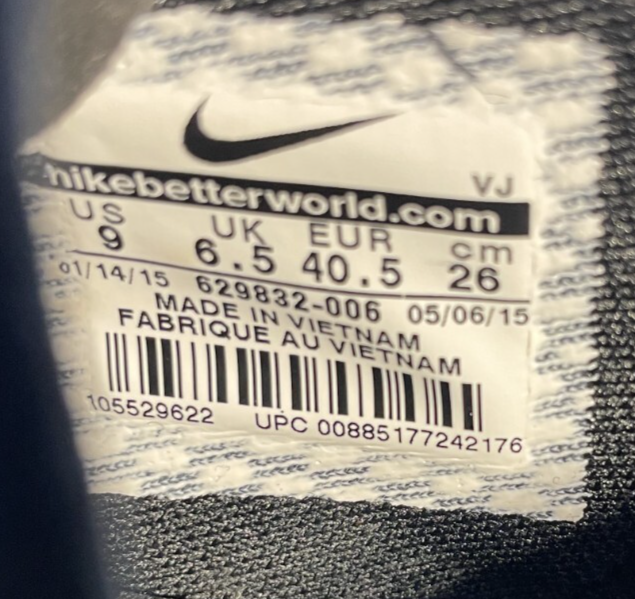 VJ
nikebetterworld.com
US UK EUR cm
9 6.5 40.5 26
01/14/15 629832-006 05/06/15
MADE IN VIETNAM
FABRIQUE AU VIETNAM
105529622 UPC 00885177242176